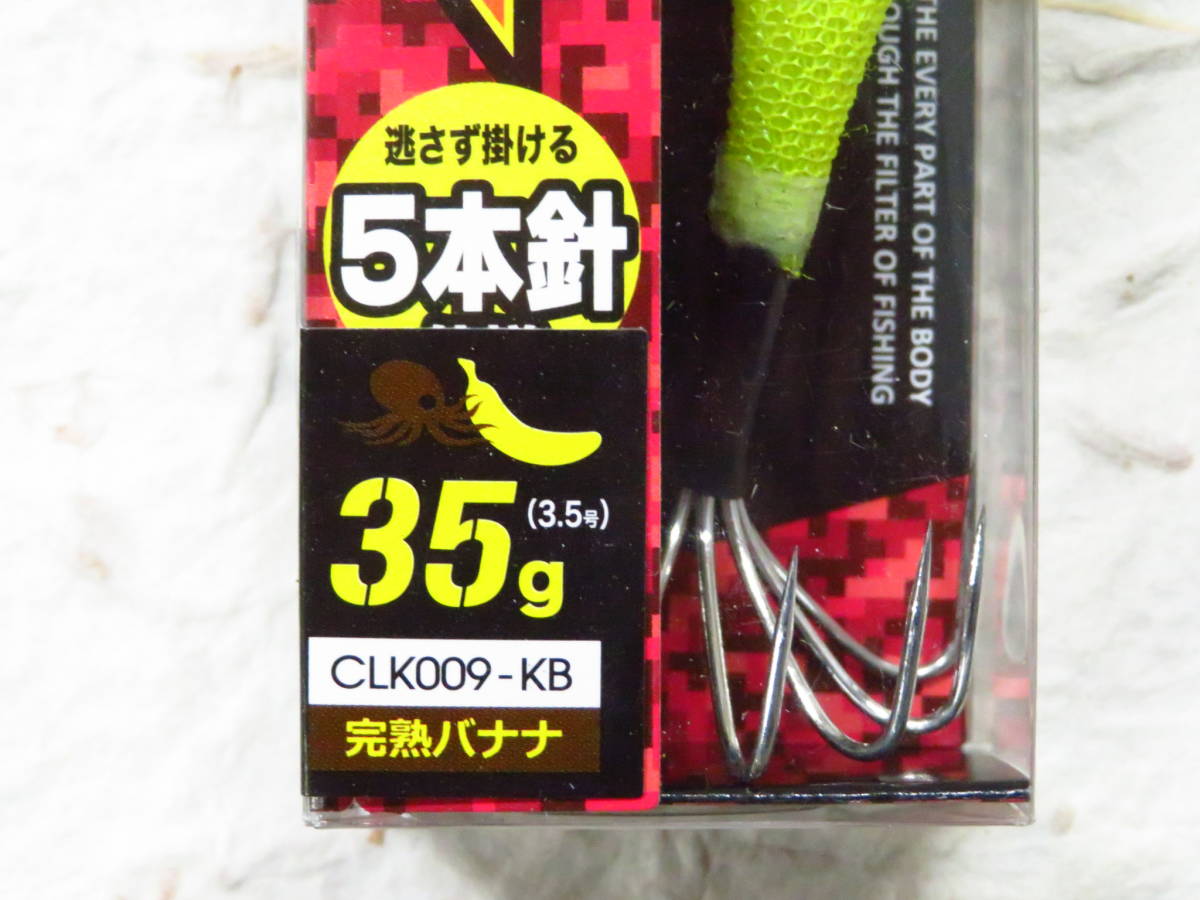 逃さず掛ける
5本針
35g
(3.5号)
CLK009-KB
完熟バナナ
THE EVERY PART OF THE BODY
OUGH THE FILTER OF FISHING